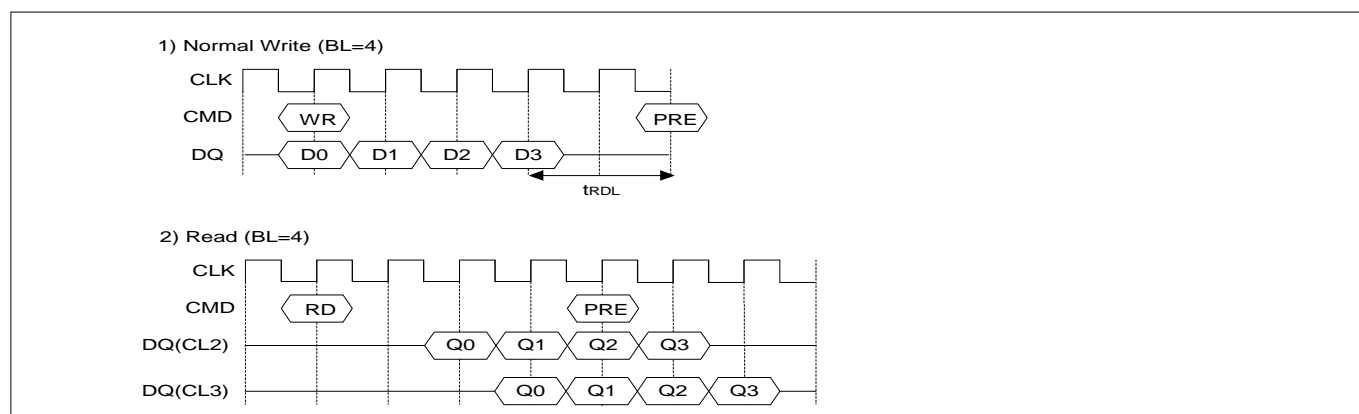 1) Normal Write (BL=4)
CLK
CMD WR PRE
DQ D0 D1 D2 D3
tRDL
2) Read (BL=4)
CLK
CMD RD PRE
DQ(CL2) Q0 Q1 Q2 Q3
DQ(CL3) Q0 Q1 Q2 Q3